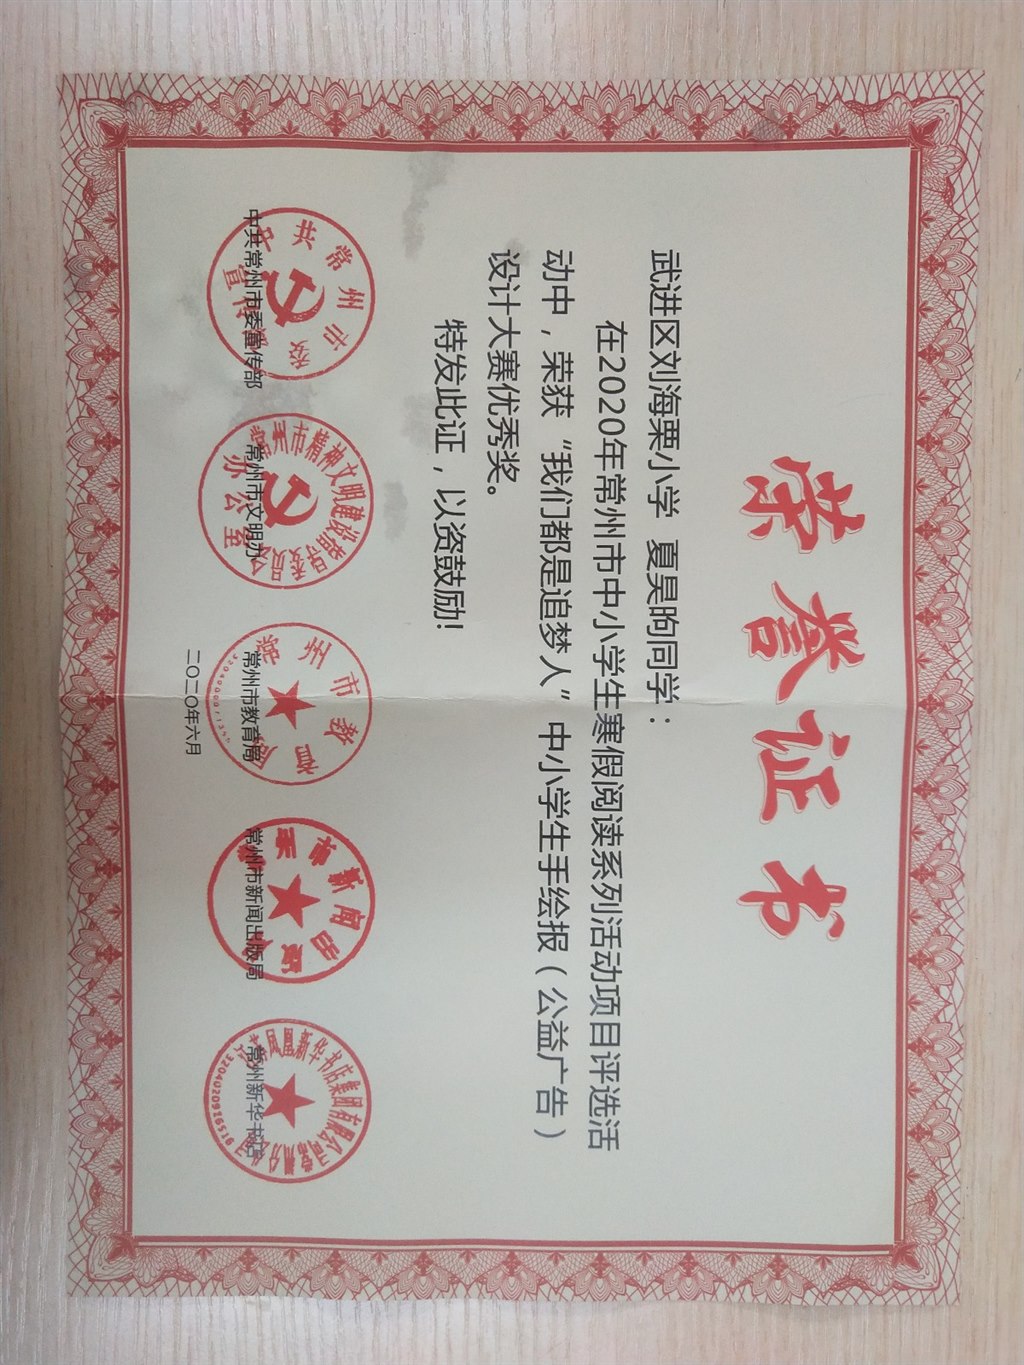 荣誉证书
武进区刘海粟小学 夏昊昫同学：
在2020年常州市中小学生寒假阅读系列活动项目评选活
动中，荣获“我们都是追梦人”中小学生手绘报（公益广告）
设计大赛优秀奖。
特发此证，以资鼓励!
中共常州市委宣传部 常州市文明办 常州市教育局 常州市新闻出版局 常州新华书店
二〇二〇年六月